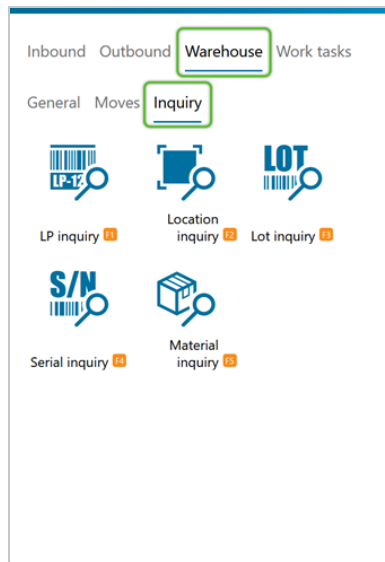 Inbound Outbound Warehouse Work tasks
General Moves Inquiry
LP-12
LOT
LP inquiry F1
Location
inquiry F2
Lot inquiry F3
S/N
Serial inquiry F4
Material
inquiry F5